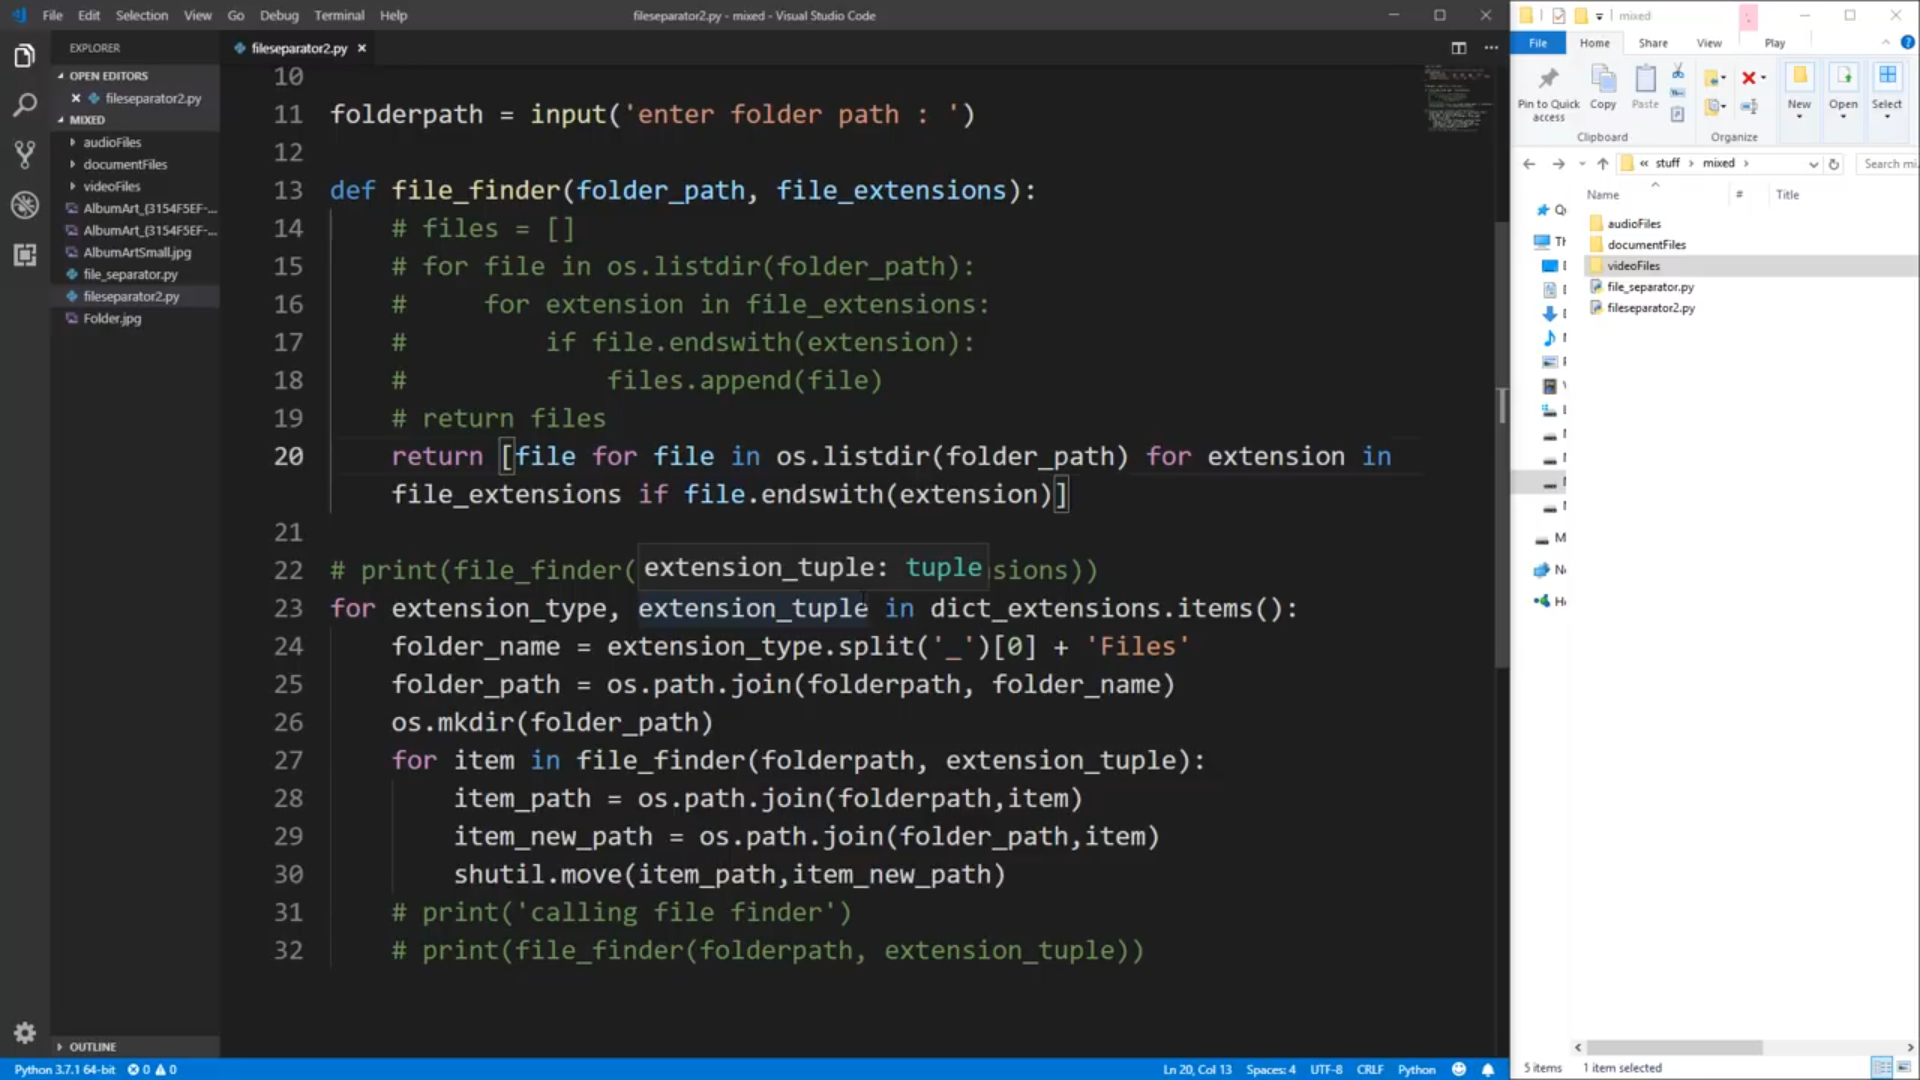 File Edit Selection View Go Debug Terminal Help
fileseparator2.py - mixed - Visual Studio Code
EXPLORER
OPEN EDITORS
fileseparator2.py
MIXED
audioFiles
documentFiles
videoFiles
AlbumArt_{3154F5EF-...
AlbumArt_{3154F5EF-...
AlbumArtSmall.jpg
file_separator.py
fileseparator2.py
Folder.jpg
OUTLINE
fileseparator2.py
10
11 folderpath = input('enter folder path : ')
12
13 def file_finder(folder_path, file_extensions):
14 # files = []
15 # for file in os.listdir(folder_path):
16 # for extension in file_extensions:
17 # if file.endswith(extension):
18 # files.append(file)
19 # return files
20 return [file for file in os.listdir(folder_path) for extension in
file_extensions if file.endswith(extension)]
21
extension_tuple: tuple
22 # print(file_finder( sions))
23 for extension_type, extension_tuple in dict_extensions.items():
24 folder_name = extension_type.split('_')[0] + 'Files'
25 folder_path = os.path.join(folderpath, folder_name)
26 os.mkdir(folder_path)
27 for item in file_finder(folderpath, extension_tuple):
28 item_path = os.path.join(folderpath,item)
29 item_new_path = os.path.join(folder_path,item)
30 shutil.move(item_path,item_new_path)
31 # print('calling file finder')
32 # print(file_finder(folderpath, extension_tuple))
Python 3.7.1 64-bit 0 0
Ln 20, Col 13 Spaces: 4 UTF-8 CRLF Python
mixed
File Home Share View Play
Pin to Quick access
Copy
Paste
New
Open
Select
Clipboard
Organize
« stuff › mixed ›
Search mi
Name # Title
audioFiles
documentFiles
videoFiles
file_separator.py
fileseparator2.py
5 items 1 item selected